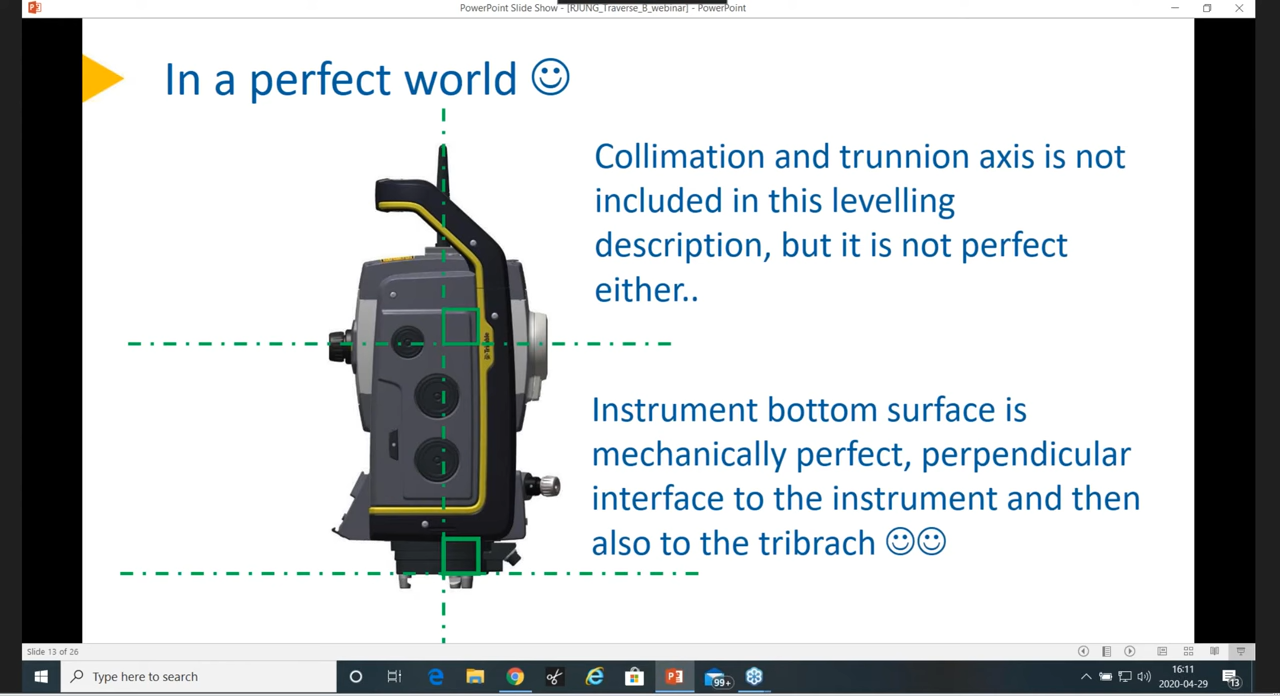 PowerPoint Slide Show - [RJUNG_Traverse_B_webinar] - PowerPoint
In a perfect world ☺
Collimation and trunnion axis is not
included in this levelling
description, but it is not perfect
either..
Trimble
Instrument bottom surface is
mechanically perfect, perpendicular
interface to the instrument and then
also to the tribrach ☺☺
Slide 13 of 26
Type here to search
99+
16:11
2020-04-29
13